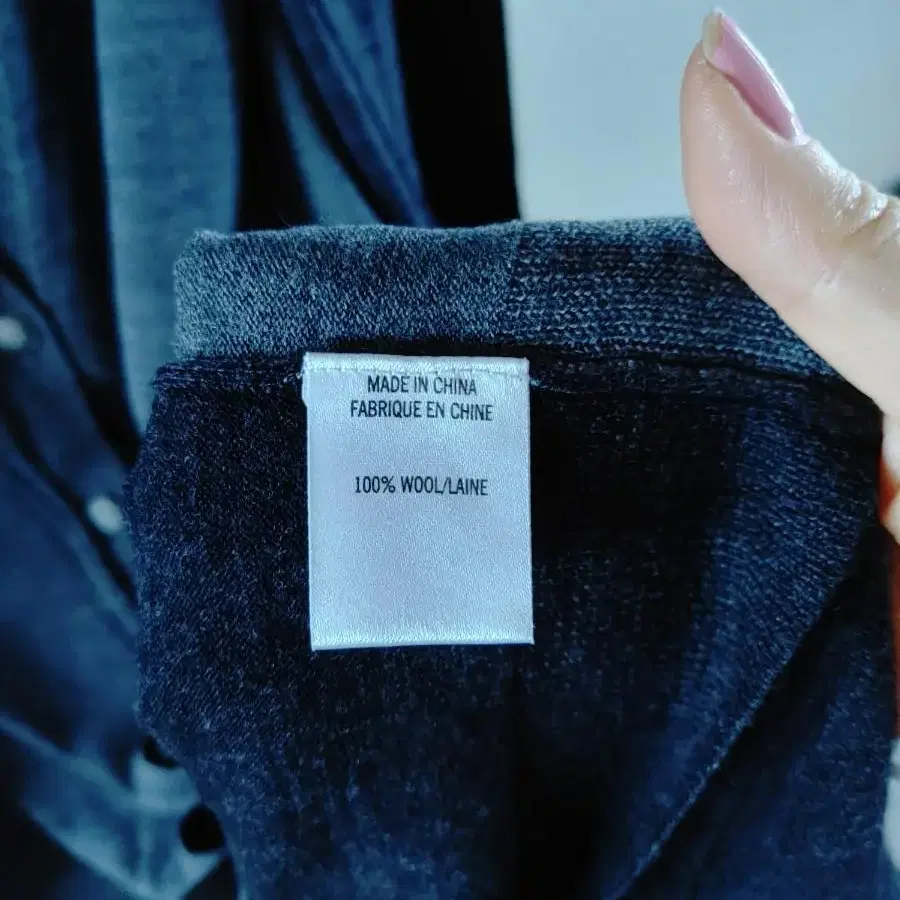 MADE IN CHINA
FABRIQUE EN CHINE
100% WOOL/LAINE